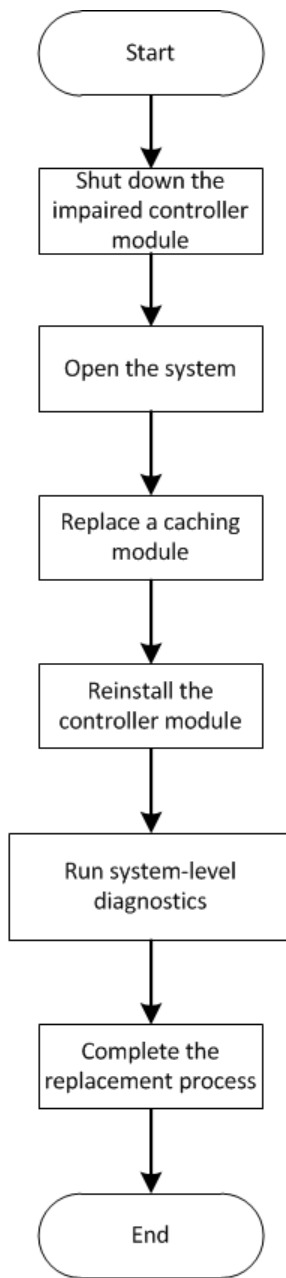 Start
Shut down the
impaired controller
module
Open the system
Replace a caching
module
Reinstall the
controller module
Run system-level
diagnostics
Complete the
replacement process
End